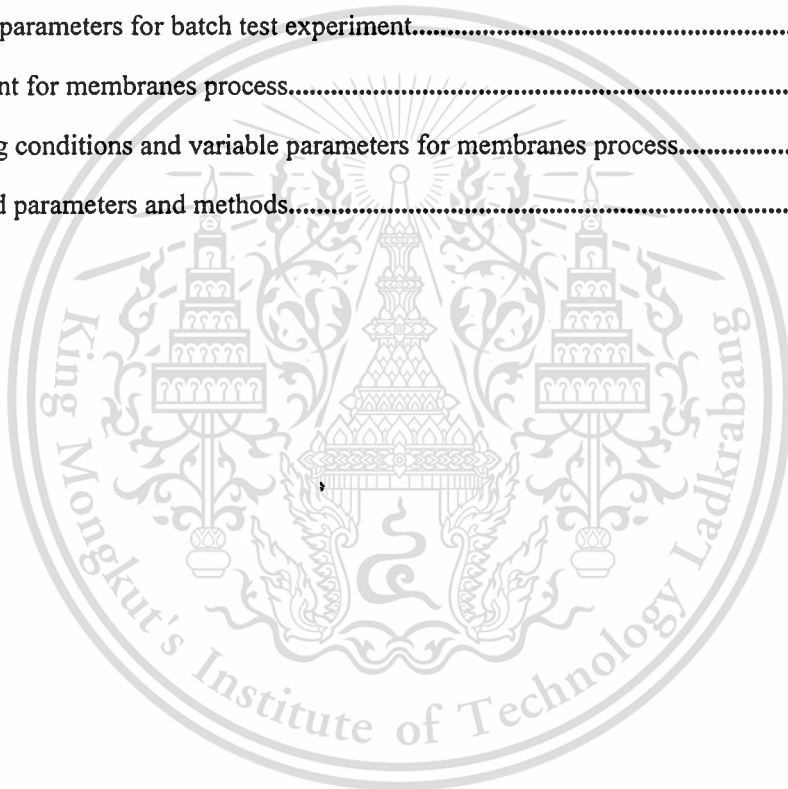 parameters for batch test experiment................................................................
nt for membranes process................................................................................
g conditions and variable parameters for membranes process..................
d parameters and methods................................................................................
King Mongkut's Institute of Technology Ladkrabang